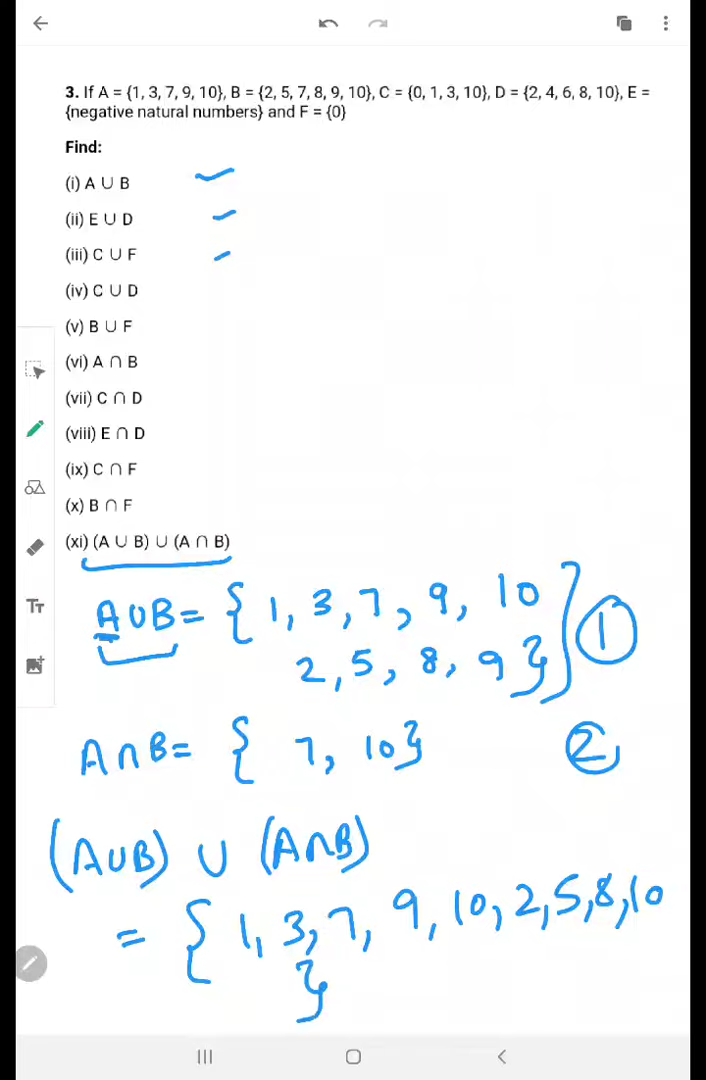 3. If A = {1, 3, 7, 9, 10}, B = {2, 5, 7, 8, 9, 10}, C = {0, 1, 3, 10}, D = {2, 4, 6, 8, 10}, E =
{negative natural numbers} and F = {0}
Find:
(i) A ∪ B
(ii) E ∪ D
(iii) C ∪ F
(iv) C ∪ D
(v) B ∪ F
(vi) A ∩ B
(vii) C ∩ D
(viii) E ∩ D
(ix) C ∩ F
(x) B ∩ F
(xi) (A ∪ B) ∪ (A ∩ B)
A∪B= { 1, 3, 7, 9, 10
2, 5, 8, 9 } 1
A∩B= { 7, 10} 2
(A∪B) ∪ (A∩B)
= { 1, 3, 7, 9, 10, 2, 5, 8, 10
}
Tт